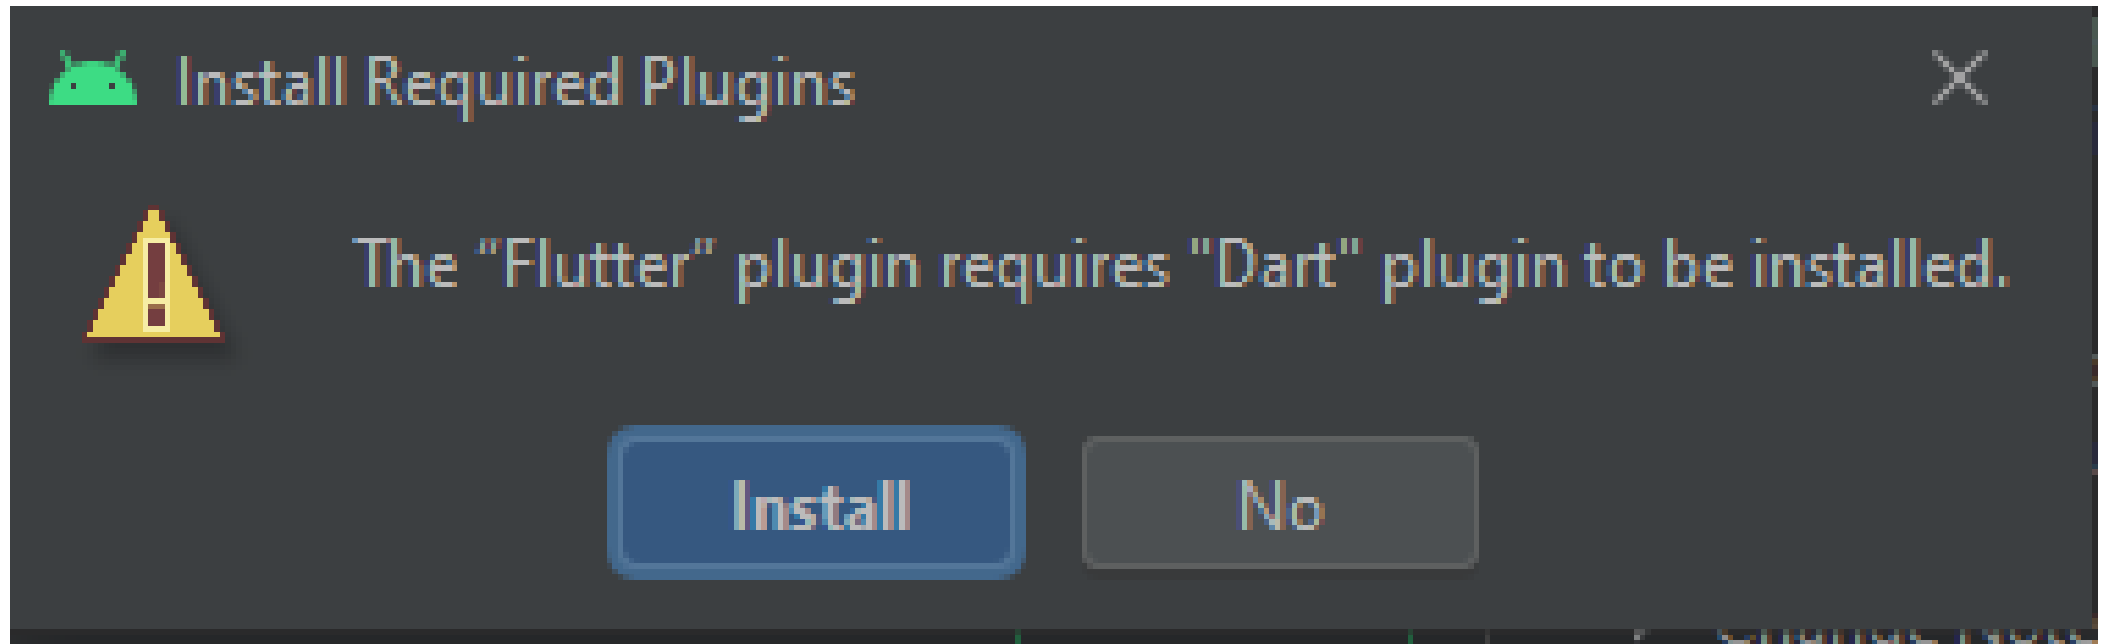 Install Required Plugins
The “Flutter” plugin requires "Dart" plugin to be installed.
Install
No